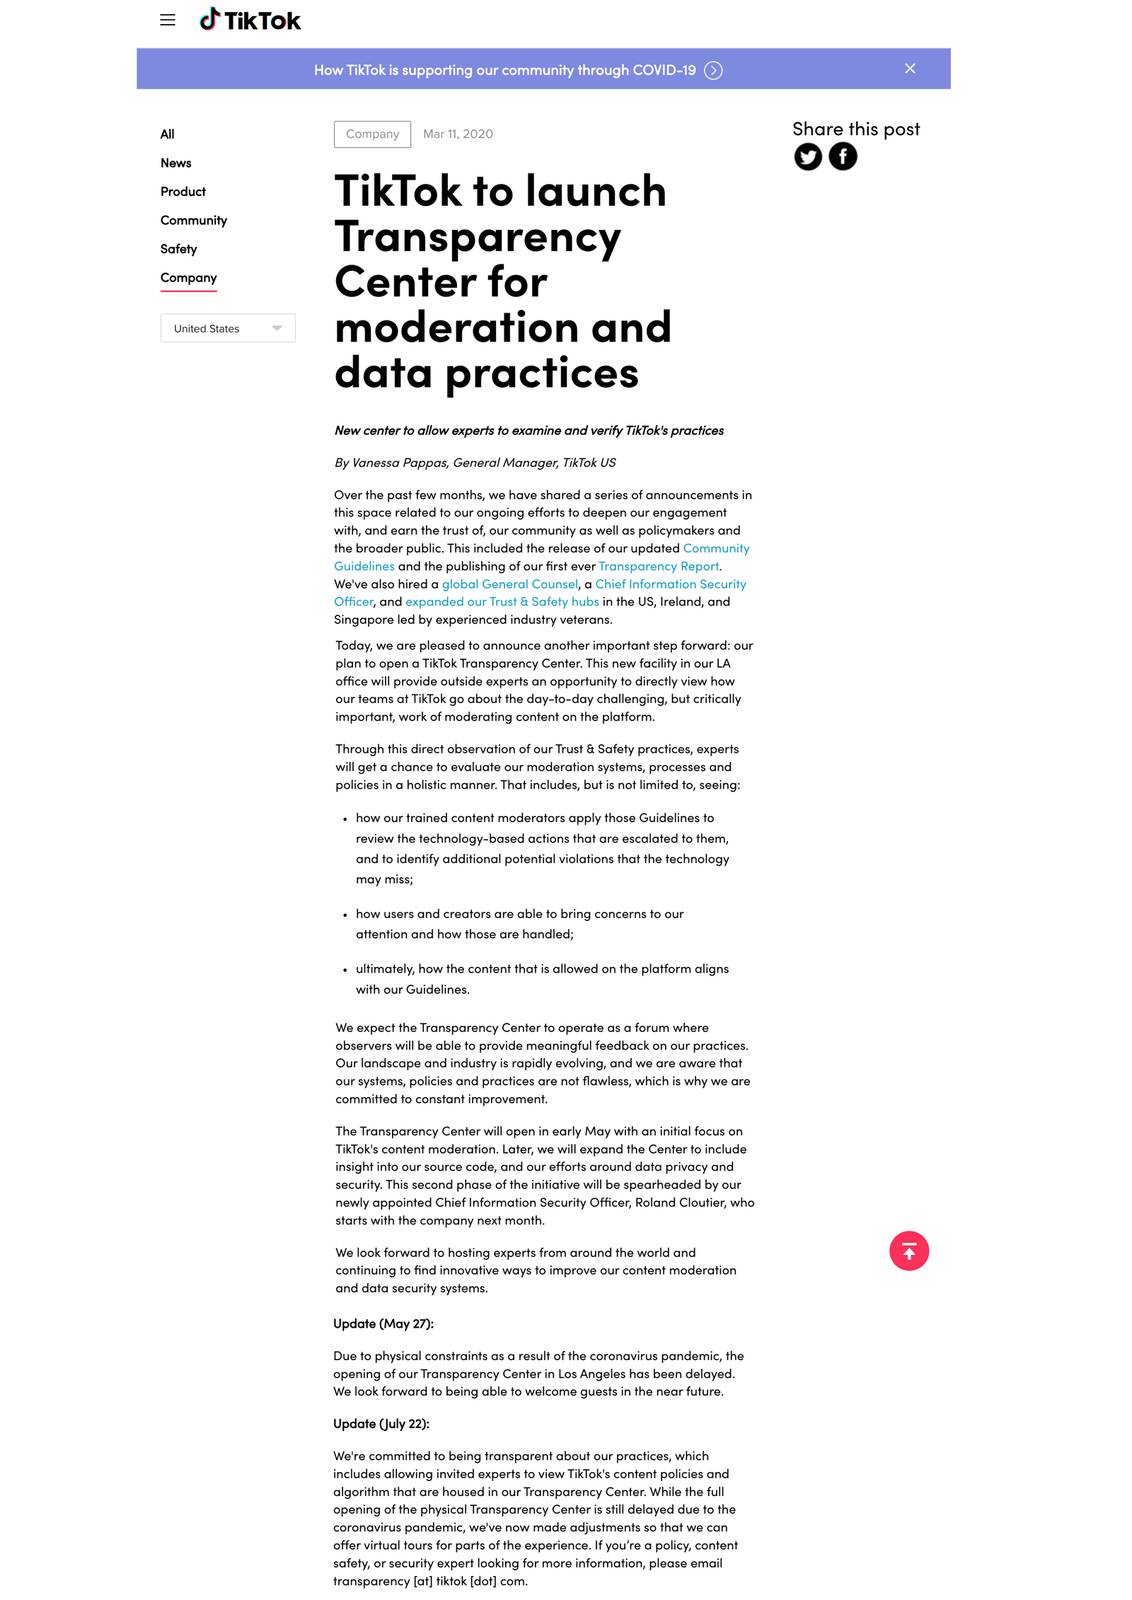 TikTok
How TikTok is supporting our community through COVID-19
All
News
Product
Community
Safety
Company
United States
Company Mar 11, 2020
TikTok to launch
Transparency
Center for
moderation and
data practices
New center to allow experts to examine and verify TikTok's practices
By Vanessa Pappas, General Manager, TikTok US
Over the past few months, we have shared a series of announcements in
this space related to our ongoing efforts to deepen our engagement
with, and earn the trust of, our community as well as policymakers and
the broader public. This included the release of our updated Community
Guidelines and the publishing of our first ever Transparency Report.
We've also hired a global General Counsel, a Chief Information Security
Officer, and expanded our Trust & Safety hubs in the US, Ireland, and
Singapore led by experienced industry veterans.
Today, we are pleased to announce another important step forward: our
plan to open a TikTok Transparency Center. This new facility in our LA
office will provide outside experts an opportunity to directly view how
our teams at TikTok go about the day-to-day challenging, but critically
important, work of moderating content on the platform.
Through this direct observation of our Trust & Safety practices, experts
will get a chance to evaluate our moderation systems, processes and
policies in a holistic manner. That includes, but is not limited to, seeing:
• how our trained content moderators apply those Guidelines to
review the technology-based actions that are escalated to them,
and to identify additional potential violations that the technology
may miss;
• how users and creators are able to bring concerns to our
attention and how those are handled;
• ultimately, how the content that is allowed on the platform aligns
with our Guidelines.
We expect the Transparency Center to operate as a forum where
observers will be able to provide meaningful feedback on our practices.
Our landscape and industry is rapidly evolving, and we are aware that
our systems, policies and practices are not flawless, which is why we are
committed to constant improvement.
The Transparency Center will open in early May with an initial focus on
TikTok's content moderation. Later, we will expand the Center to include
insight into our source code, and our efforts around data privacy and
security. This second phase of the initiative will be spearheaded by our
newly appointed Chief Information Security Officer, Roland Cloutier, who
starts with the company next month.
We look forward to hosting experts from around the world and
continuing to find innovative ways to improve our content moderation
and data security systems.
Update (May 27):
Due to physical constraints as a result of the coronavirus pandemic, the
opening of our Transparency Center in Los Angeles has been delayed.
We look forward to being able to welcome guests in the near future.
Update (July 22):
We're committed to being transparent about our practices, which
includes allowing invited experts to view TikTok's content policies and
algorithm that are housed in our Transparency Center. While the full
opening of the physical Transparency Center is still delayed due to the
coronavirus pandemic, we've now made adjustments so that we can
offer virtual tours for parts of the experience. If you're a policy, content
safety, or security expert looking for more information, please email
transparency [at] tiktok [dot] com.
Share this post